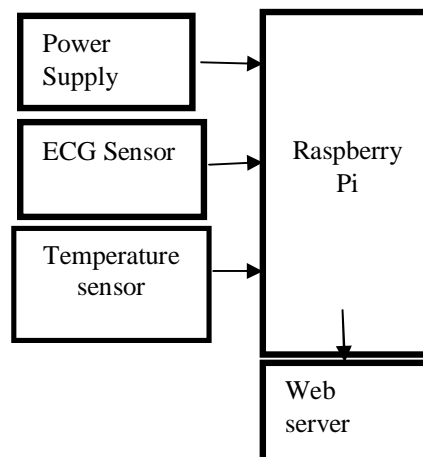 Power
Supply
ECG Sensor
Temperature
sensor
Raspberry
Pi
Web
server